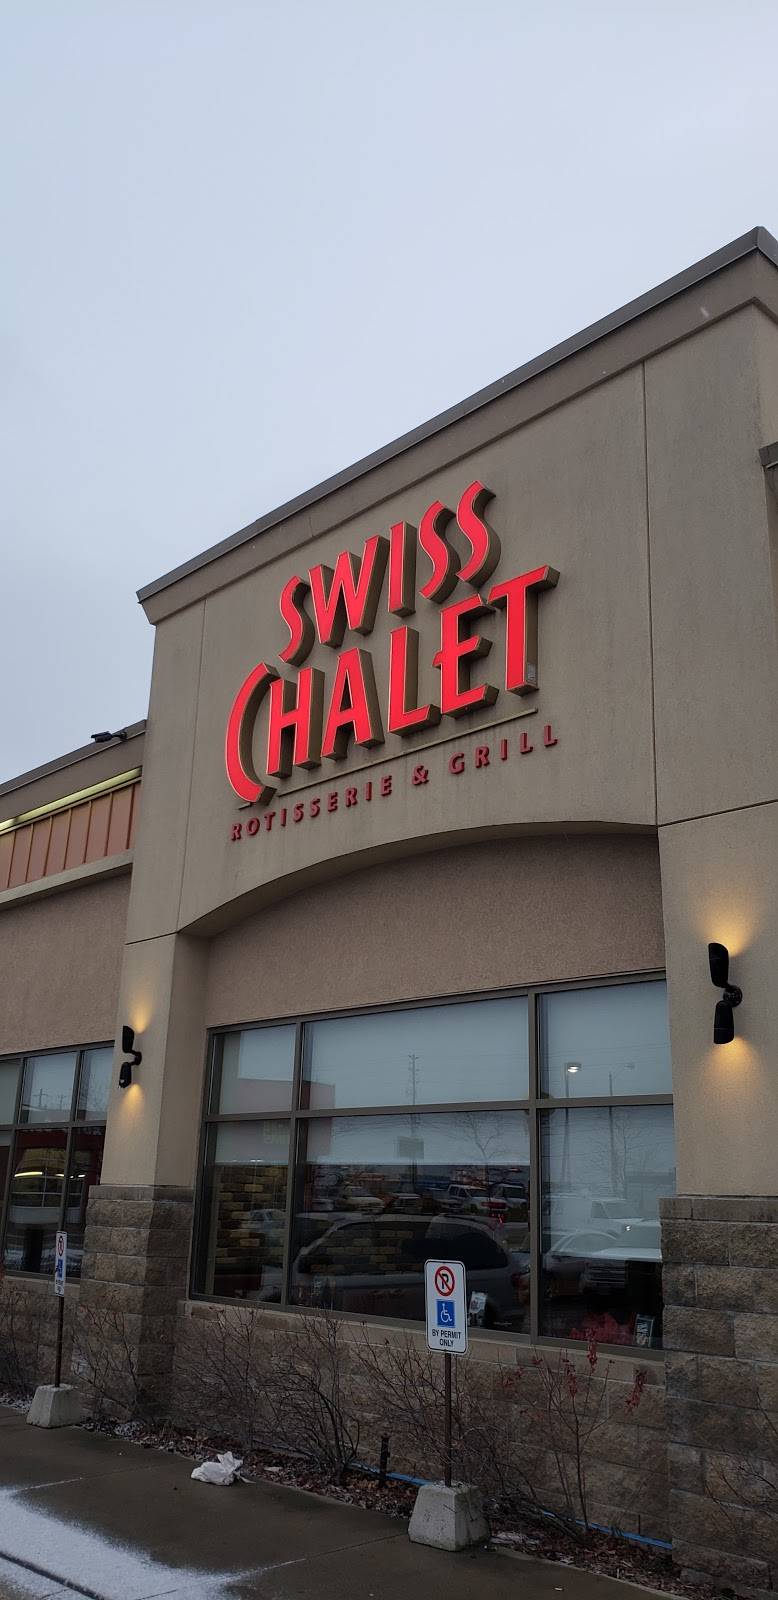 SWISS
CHALET
ROTISSERIE & GRILL
P
BY PERMIT
ONLY